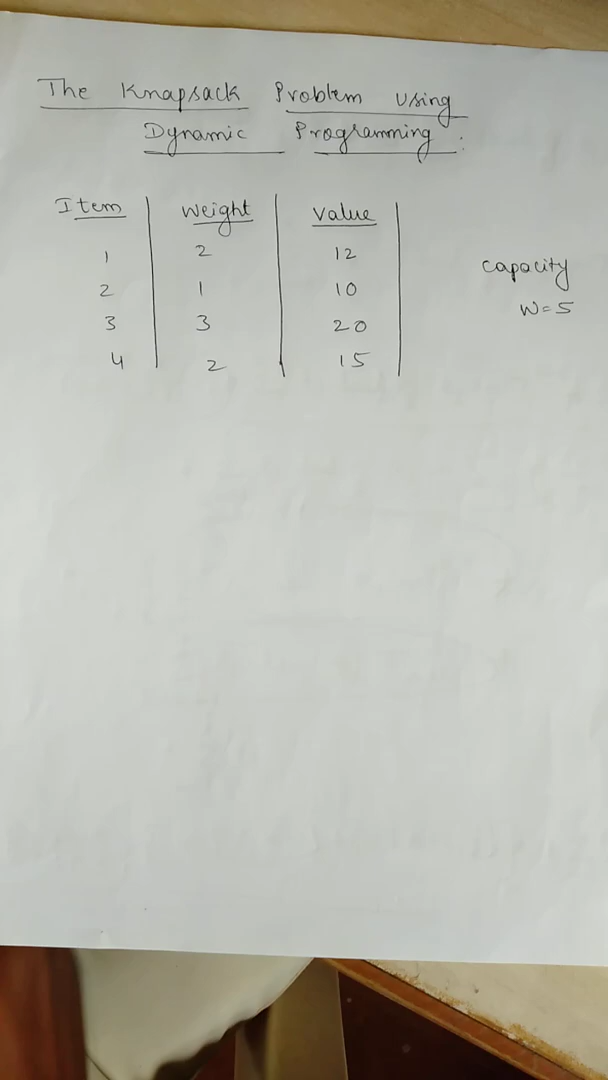 The Knapsack Problem using
Dynamic Programming:
Item Weight Value
1 2 12
2 1 10
3 3 20
4 2 15
capacity
W=5